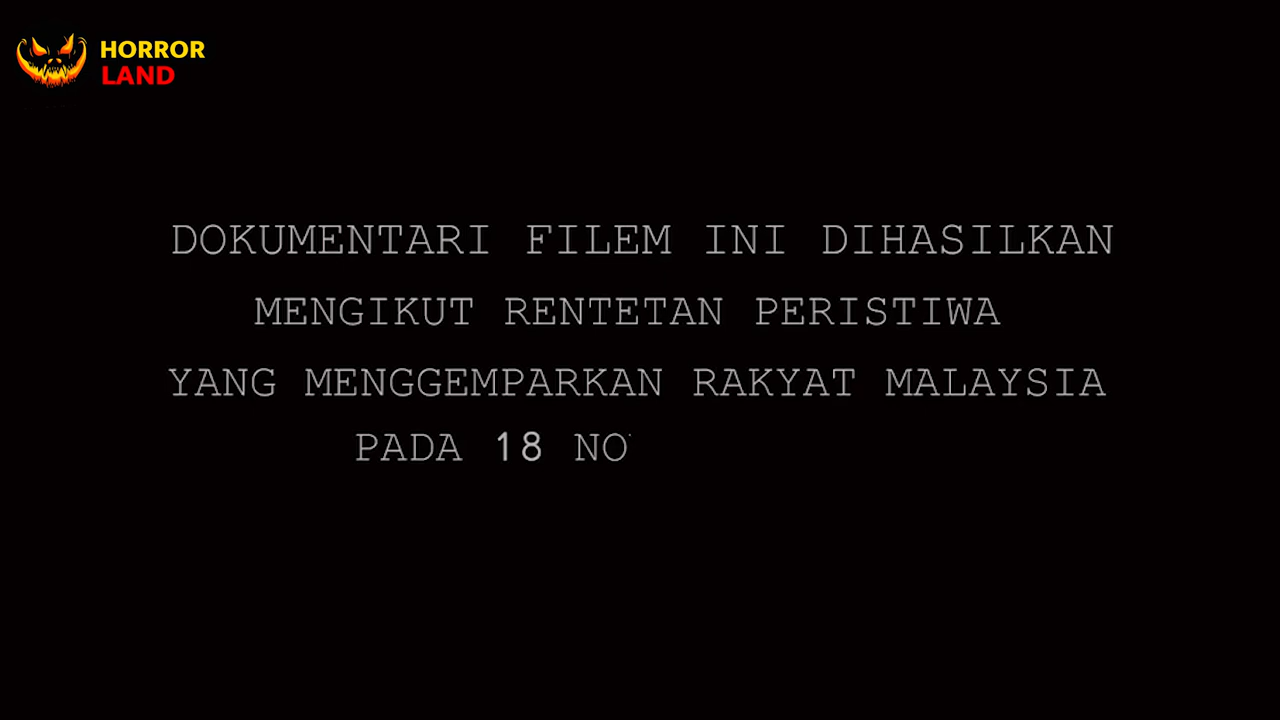 HORROR
LAND
DOKUMENTARI FILEM INI DIHASILKAN
MENGIKUT RENTETAN PERISTIWA
YANG MENGGEMPARKAN RAKYAT MALAYSIA
PADA 18 NO